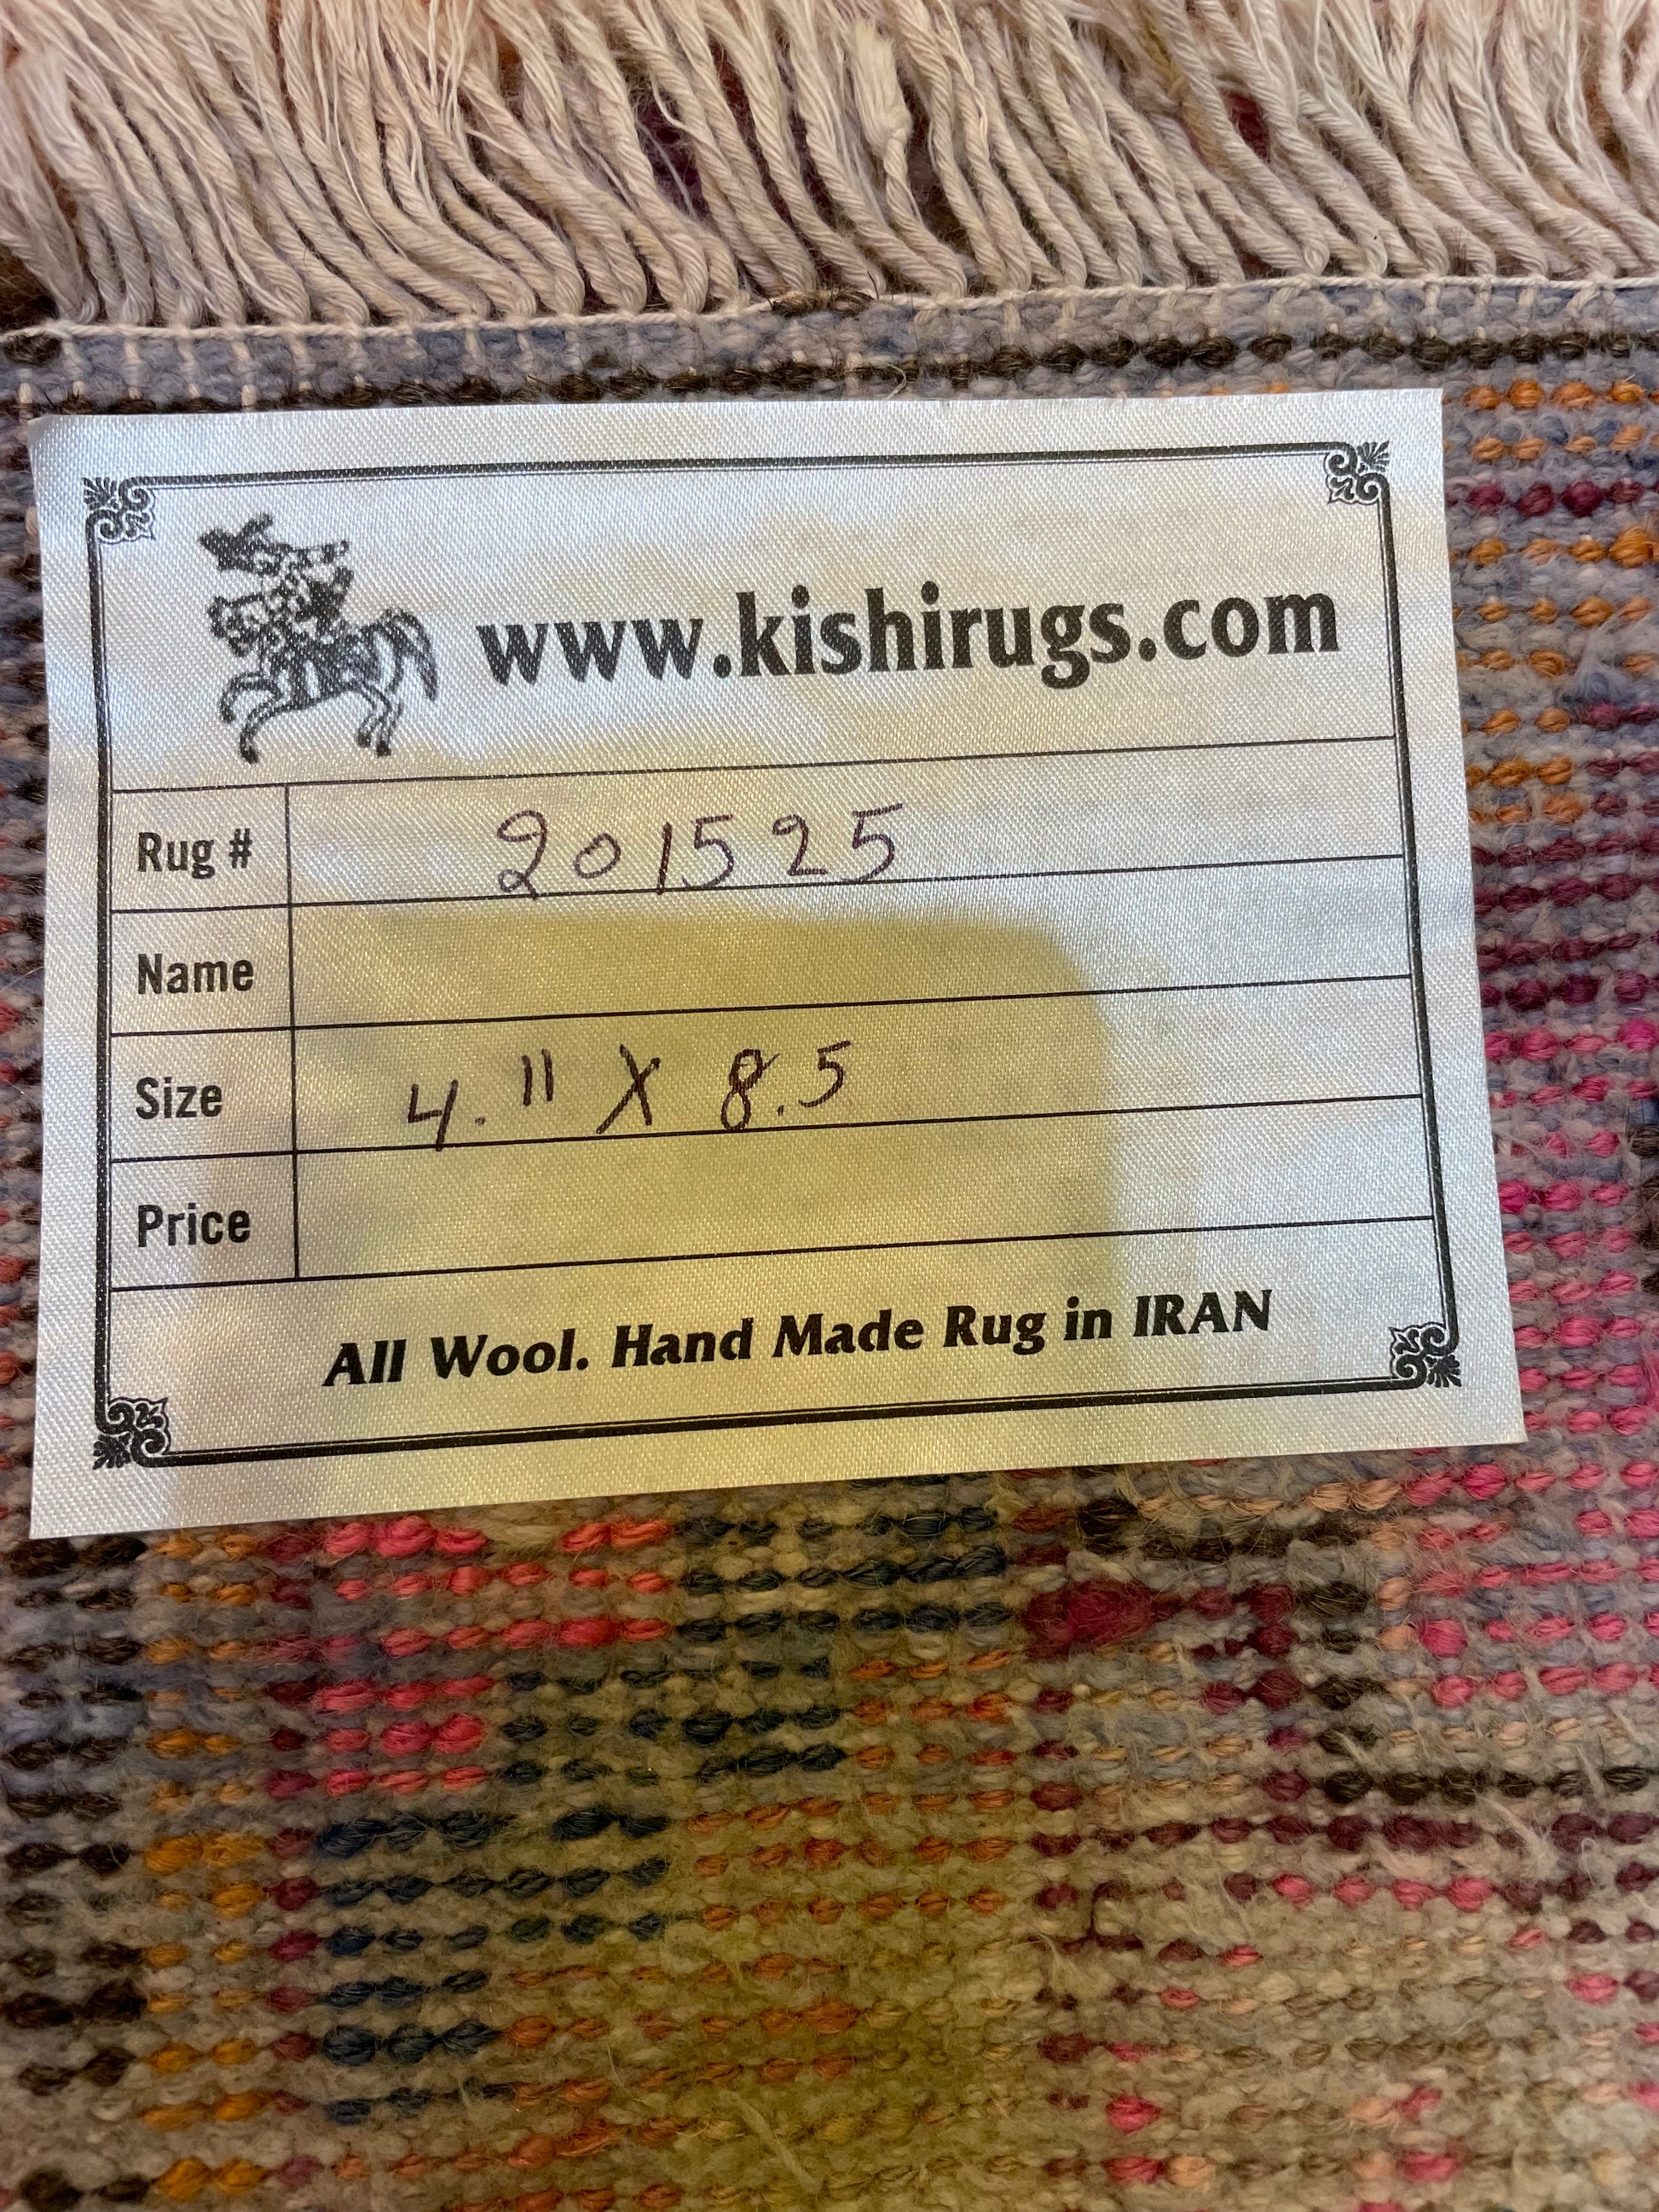 www.kishirugs.com
Rug # 201525
Name
Size 4.11 X 8.5
Price
All Wool. Hand Made Rug in IRAN